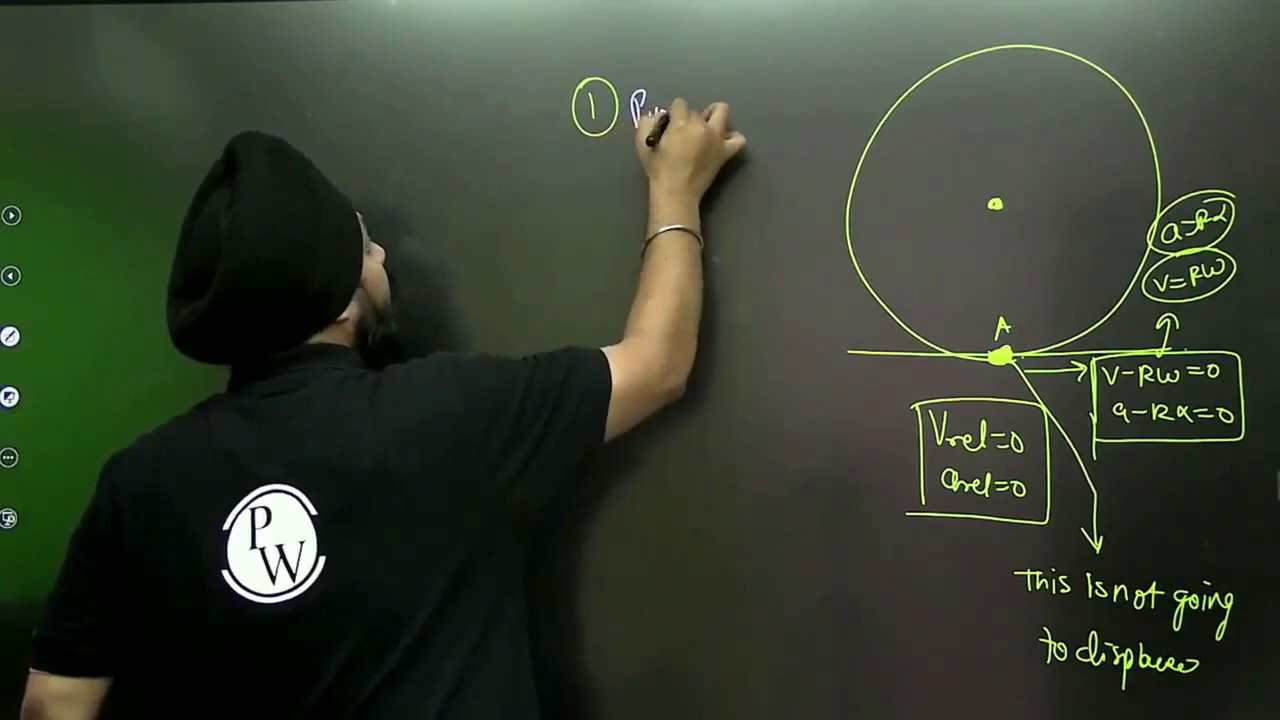 1
a=Rα
V=RW
A
V-RW=0
a-Rα=0
Vrel=0
arel=0
This is not going
to displace
PW